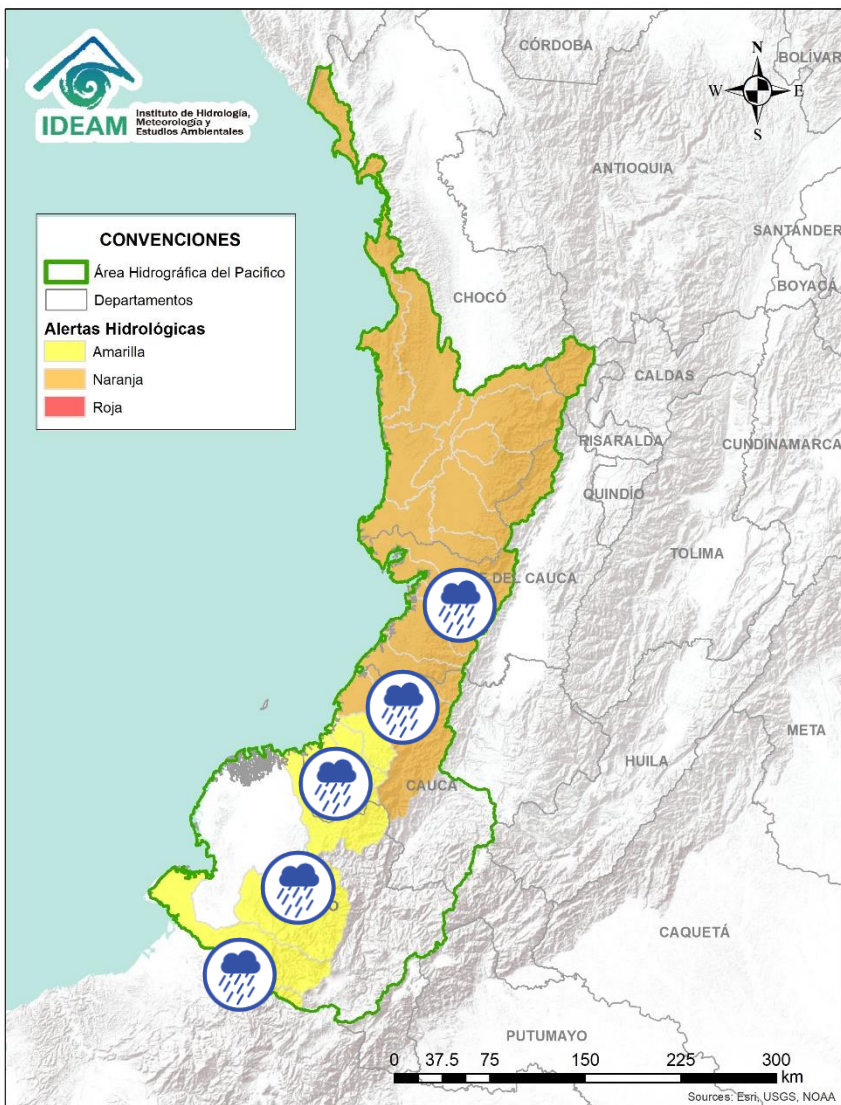 IDEAM
Instituto de Hidrología,
Meteorología y
Estudios Ambientales
CÓRDOBA
BOLÍVAR
N
W
E
S
ANTIOQUIA
SANTANDER
BOYACÁ
CONVENCIONES
Área Hidrográfica del Pacifico
Departamentos
Alertas Hidrológicas
Amarilla
Naranja
Roja
CHOCÓ
CALDAS
RISARALDA
CUNDINAMARCA
QUINDÍO
TOLIMA
DEL CAUCA
META
HUILA
CAUCA
CAQUETÁ
PUTUMAYO
0 37.5 75 150 225 300
km
Sources: Esri, USGS, NOAA